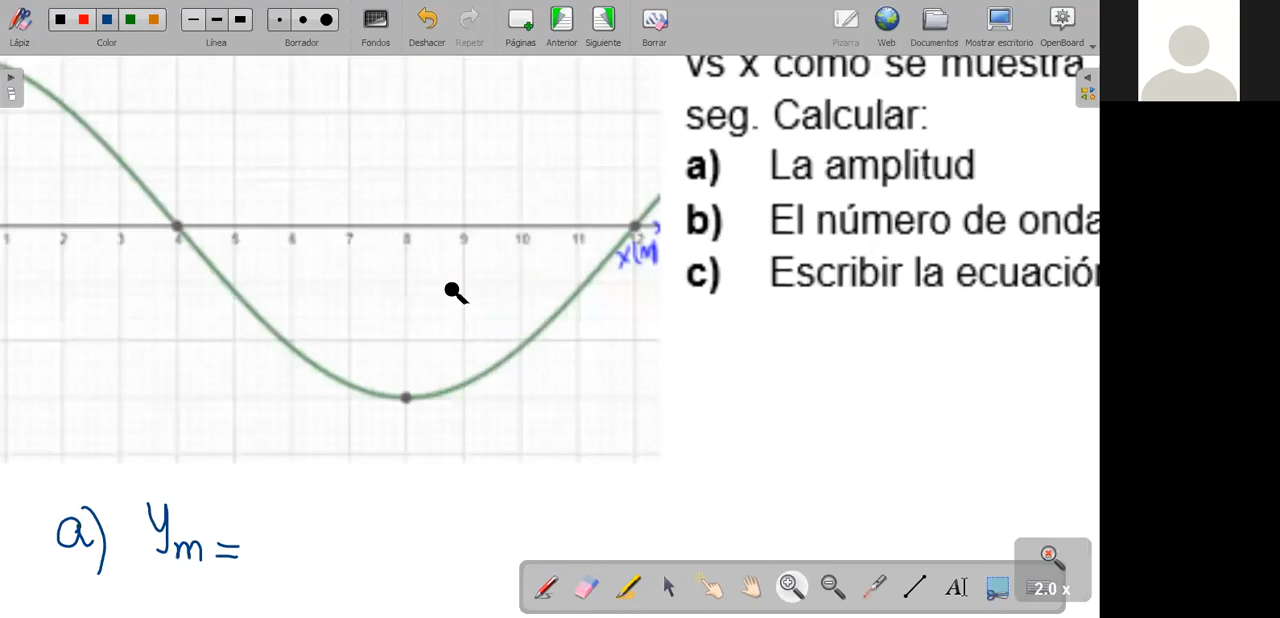 Lápiz Color Línea Borrador Fondos Deshacer Repetir Páginas Anterior Siguiente Borrar Pizarra Web Documentos Mostrar escritorio OpenBoard
vs x como se muestra
seg. Calcular:
a) La amplitud
b) El número de onda
c) Escribir la ecuación
1 2 3 4 5 6 7 8 9 10 11 12
x(m
a) ym =
2.0 x